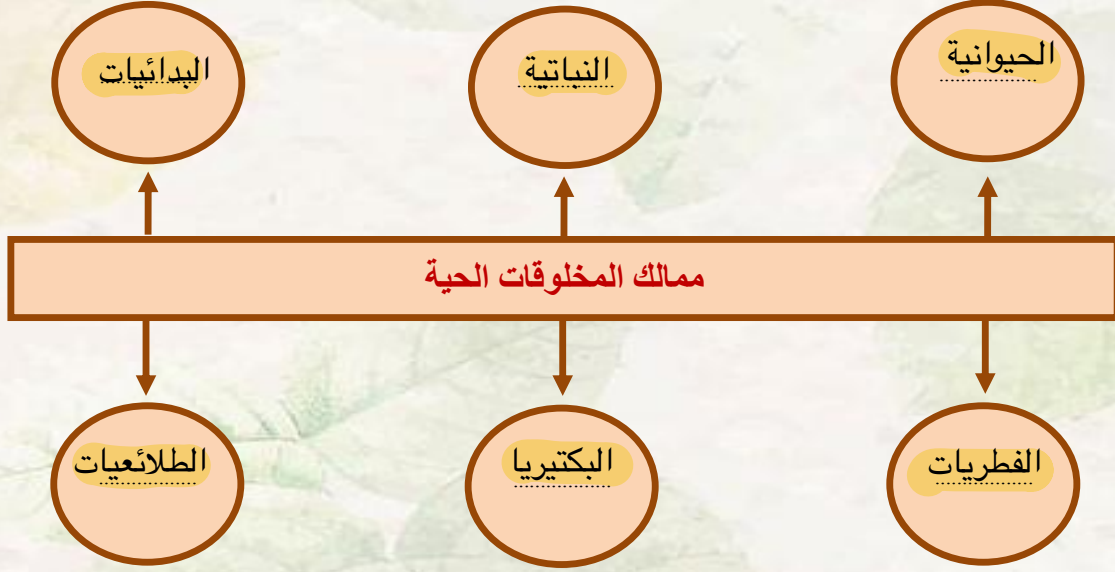 الحيوانية
النباتية
البدائيات
ممالك المخلوقات الحية
الفطريات
البكتيريا
الطلائعيات